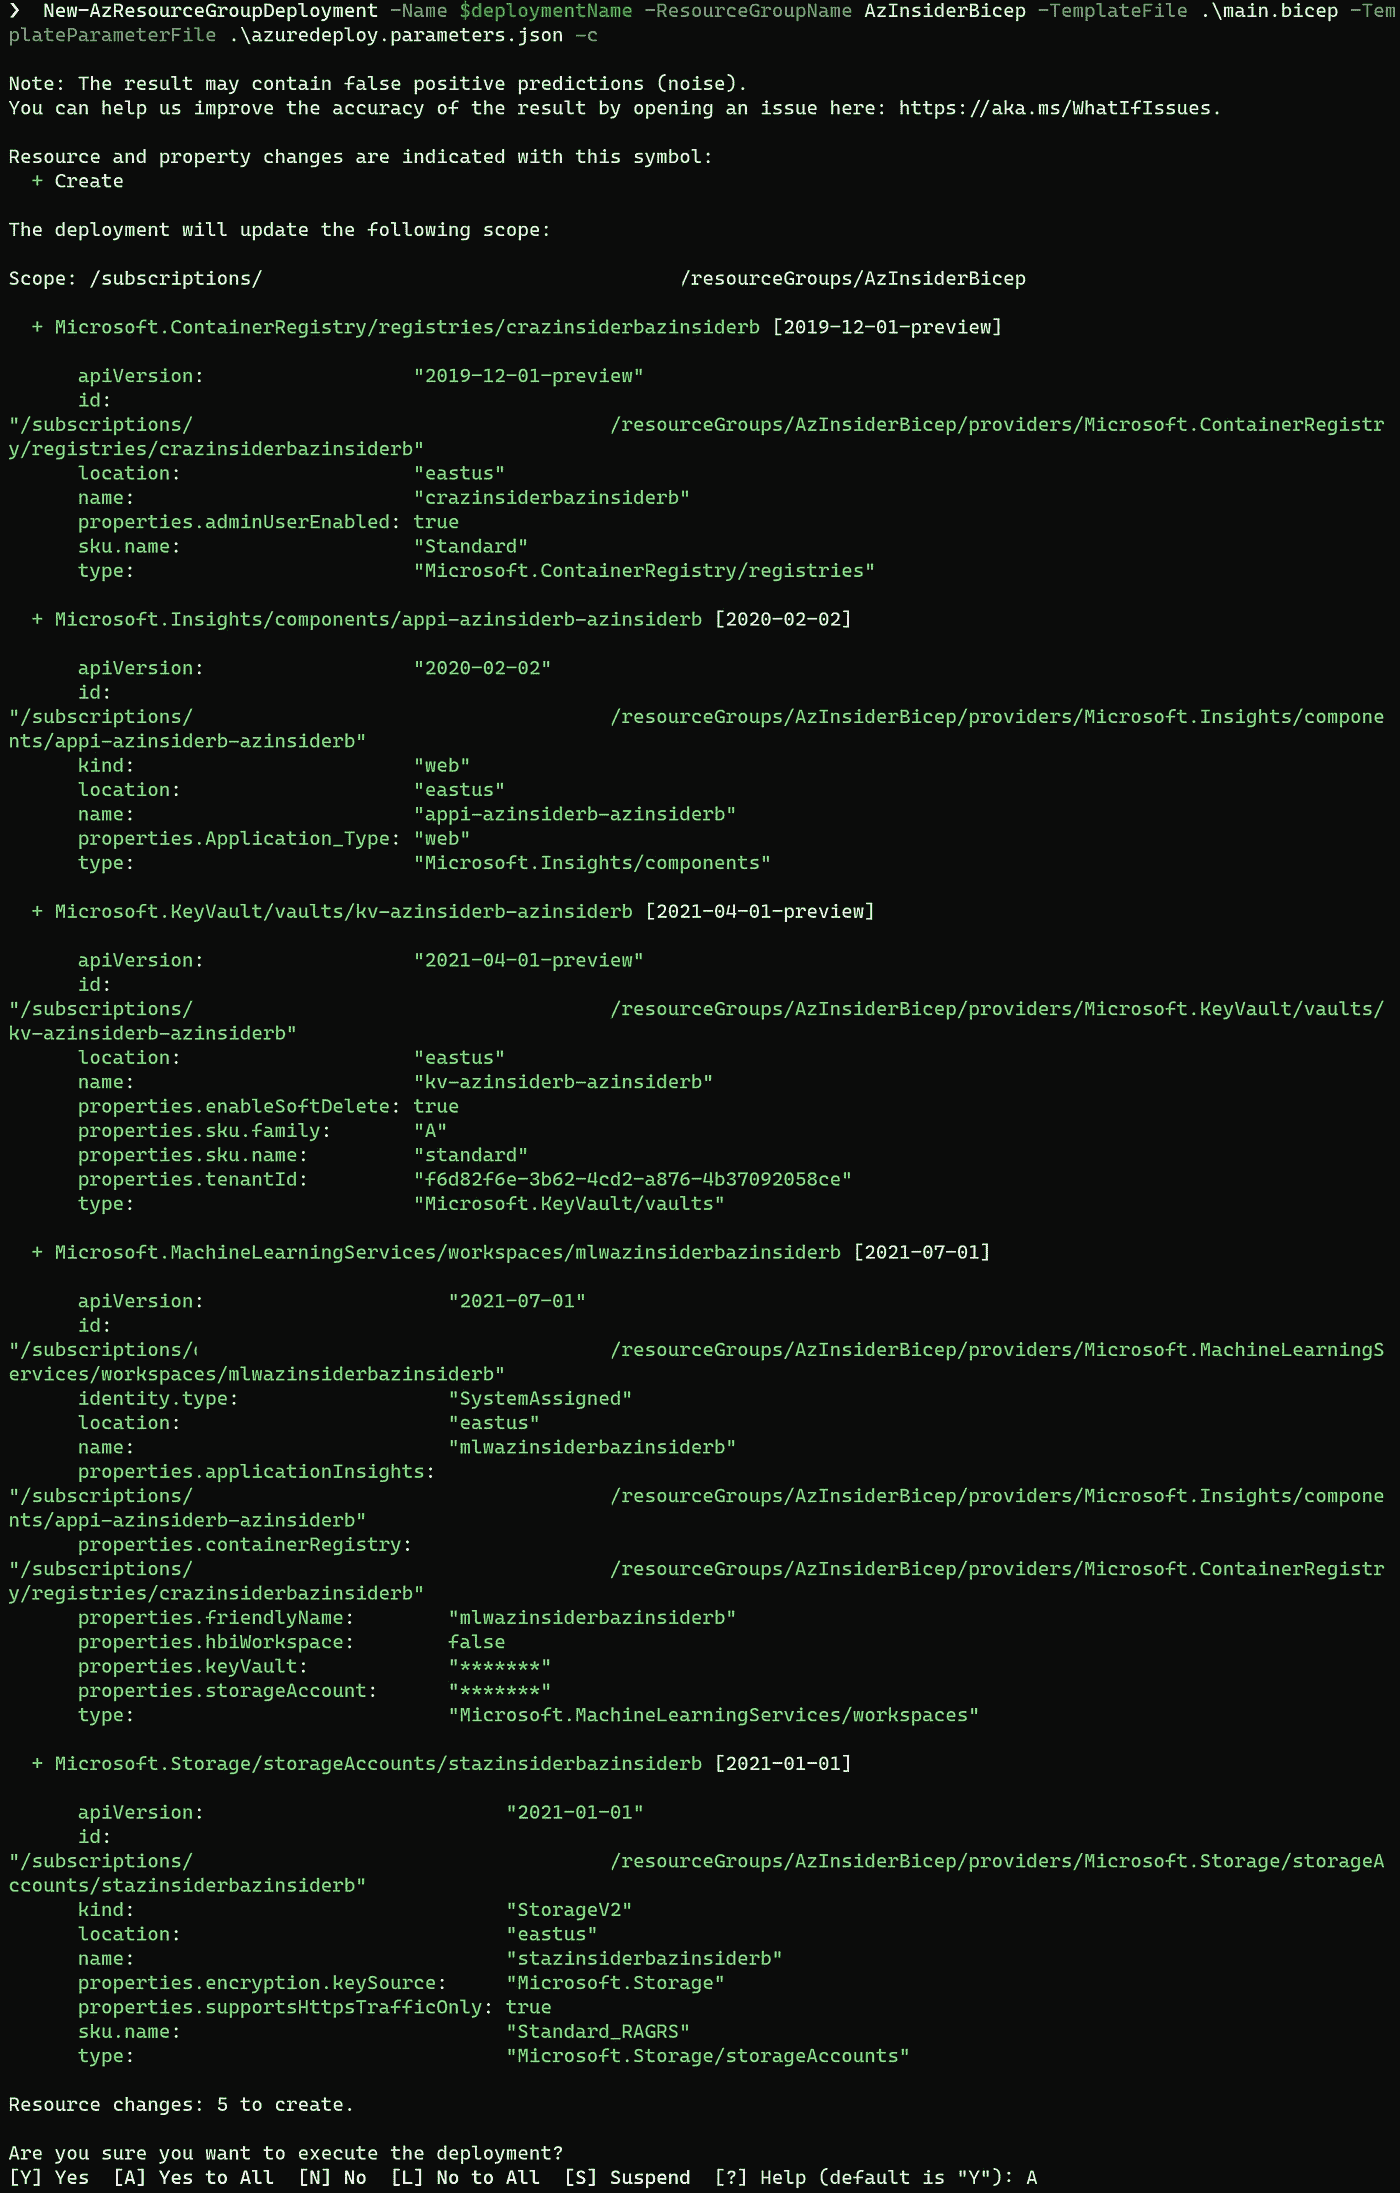 ❯  New-AzResourceGroupDeployment -Name $deploymentName -ResourceGroupName AzInsiderBicep -TemplateFile .\main.bicep -Tem
plateParameterFile .\azuredeploy.parameters.json -c
Note: The result may contain false positive predictions (noise).
You can help us improve the accuracy of the result by opening an issue here: https://aka.ms/WhatIfIssues.
Resource and property changes are indicated with this symbol:
  + Create
The deployment will update the following scope:
Scope: /subscriptions/ /resourceGroups/AzInsiderBicep
  + Microsoft.ContainerRegistry/registries/crazinsiderbazinsiderb [2019-12-01-preview]
      apiVersion: "2019-12-01-preview"
      id:
"/subscriptions/ /resourceGroups/AzInsiderBicep/providers/Microsoft.ContainerRegistr
y/registries/crazinsiderbazinsiderb"
      location: "eastus"
      name: "crazinsiderbazinsiderb"
      properties.adminUserEnabled: true
      sku.name: "Standard"
      type: "Microsoft.ContainerRegistry/registries"
  + Microsoft.Insights/components/appi-azinsiderb-azinsiderb [2020-02-02]
      apiVersion: "2020-02-02"
      id:
"/subscriptions/ /resourceGroups/AzInsiderBicep/providers/Microsoft.Insights/compone
nts/appi-azinsiderb-azinsiderb"
      kind: "web"
      location: "eastus"
      name: "appi-azinsiderb-azinsiderb"
      properties.Application_Type: "web"
      type: "Microsoft.Insights/components"
  + Microsoft.KeyVault/vaults/kv-azinsiderb-azinsiderb [2021-04-01-preview]
      apiVersion: "2021-04-01-preview"
      id:
"/subscriptions/ /resourceGroups/AzInsiderBicep/providers/Microsoft.KeyVault/vaults/
kv-azinsiderb-azinsiderb"
      location: "eastus"
      name: "kv-azinsiderb-azinsiderb"
      properties.enableSoftDelete: true
      properties.sku.family: "A"
      properties.sku.name: "standard"
      properties.tenantId: "f6d82f6e-3b62-4cd2-a876-4b37092058ce"
      type: "Microsoft.KeyVault/vaults"
  + Microsoft.MachineLearningServices/workspaces/mlwazinsiderbazinsiderb [2021-07-01]
      apiVersion: "2021-07-01"
      id:
"/subscriptions/ /resourceGroups/AzInsiderBicep/providers/Microsoft.MachineLearningS
ervices/workspaces/mlwazinsiderbazinsiderb"
      identity.type: "SystemAssigned"
      location: "eastus"
      name: "mlwazinsiderbazinsiderb"
      properties.applicationInsights:
"/subscriptions/ /resourceGroups/AzInsiderBicep/providers/Microsoft.Insights/compone
nts/appi-azinsiderb-azinsiderb"
      properties.containerRegistry:
"/subscriptions/ /resourceGroups/AzInsiderBicep/providers/Microsoft.ContainerRegistr
y/registries/crazinsiderbazinsiderb"
      properties.friendlyName: "mlwazinsiderbazinsiderb"
      properties.hbiWorkspace: false
      properties.keyVault: "*******"
      properties.storageAccount: "*******"
      type: "Microsoft.MachineLearningServices/workspaces"
  + Microsoft.Storage/storageAccounts/stazinsiderbazinsiderb [2021-01-01]
      apiVersion: "2021-01-01"
      id:
"/subscriptions/ /resourceGroups/AzInsiderBicep/providers/Microsoft.Storage/storageA
ccounts/stazinsiderbazinsiderb"
      kind: "StorageV2"
      location: "eastus"
      name: "stazinsiderbazinsiderb"
      properties.encryption.keySource: "Microsoft.Storage"
      properties.supportsHttpsTrafficOnly: true
      sku.name: "Standard_RAGRS"
      type: "Microsoft.Storage/storageAccounts"
Resource changes: 5 to create.
Are you sure you want to execute the deployment?
[Y] Yes  [A] Yes to All  [N] No  [L] No to All  [S] Suspend  [?] Help (default is "Y"): A